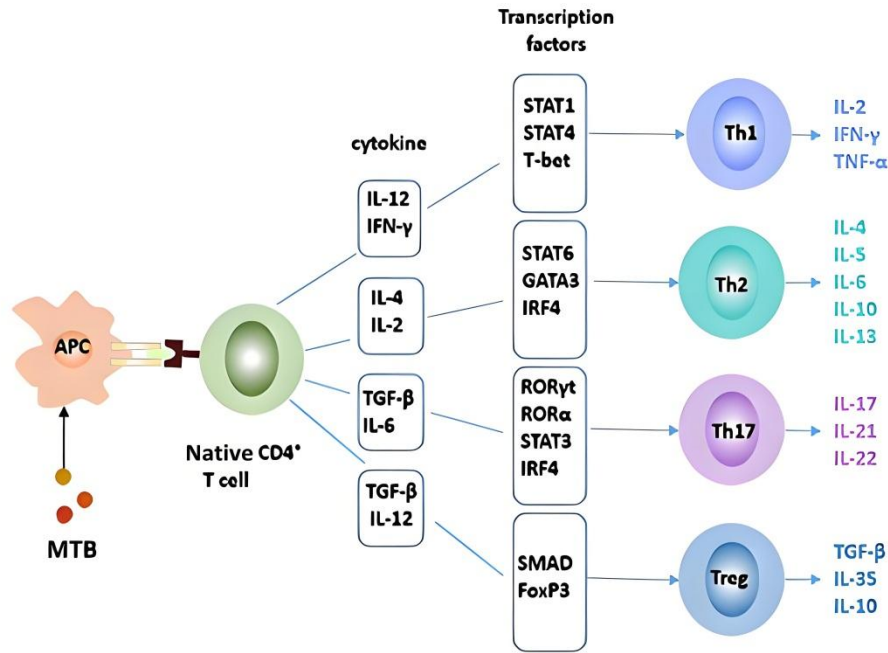 Transcription
factors
cytokine
STAT1
STAT4
T-bet
Th1
IL-2
IFN-γ
TNF-α
IL-12
IFN-γ
STAT6
GATA3
IRF4
Th2
IL-4
IL-5
IL-6
IL-10
IL-13
IL-4
IL-2
APC
TGF-β
IL-6
RORγt
RORα
STAT3
IRF4
Th17
IL-17
IL-21
IL-22
Native CD4⁺
T cell
TGF-β
IL-12
MTB
SMAD
FoxP3
Treg
TGF-β
IL-35
IL-10